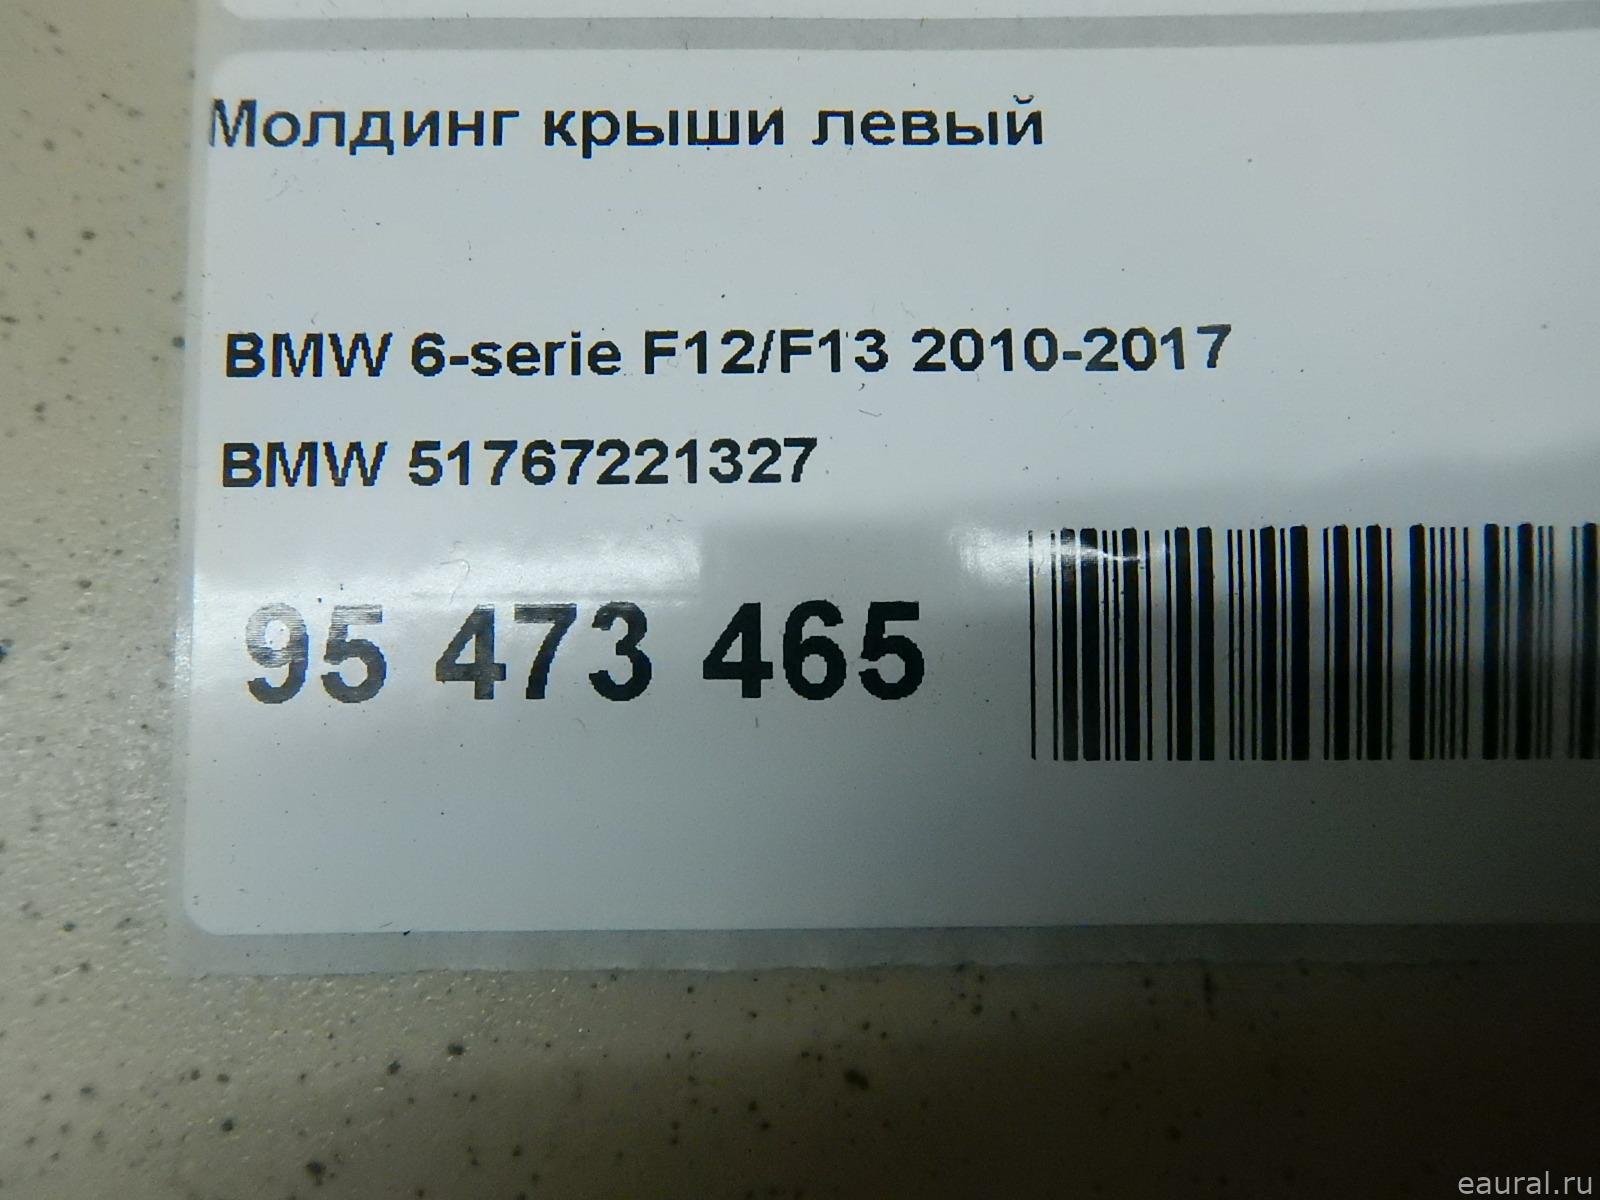 Молдинг крыши левый
BMW 6-serie F12/F13 2010-2017
BMW 51767221327
95 473 465
eaural.ru